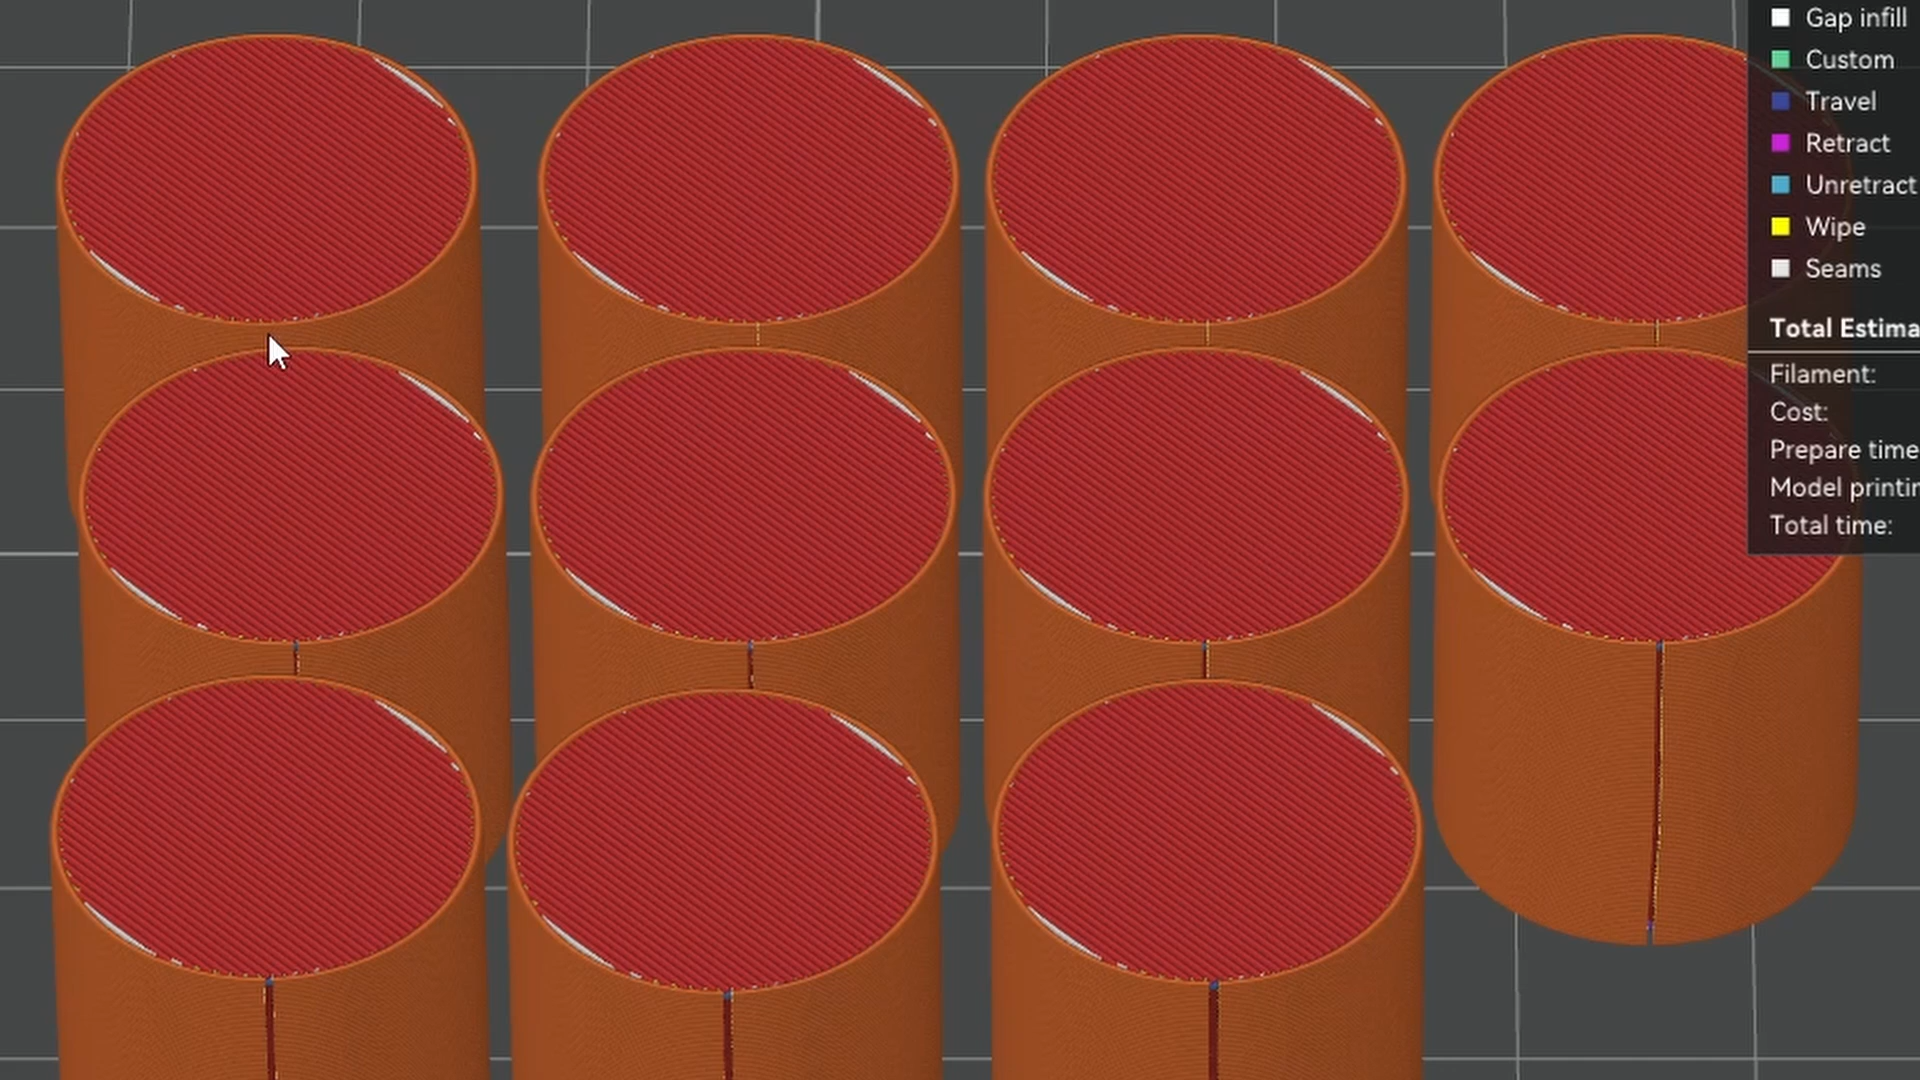 Gap infill
Custom
Travel
Retract
Unretract
Wipe
Seams
Total Estima
Filament:
Cost:
Prepare time
Model printin
Total time: